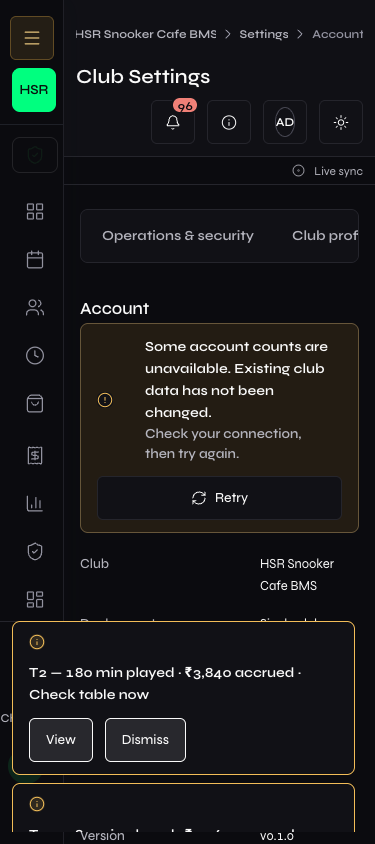 HSR Snooker Cafe BMS > Settings > Account
HSR
Club Settings
96
AD
Live sync
Operations & security Club prof
Account
Some account counts are
unavailable. Existing club
data has not been
changed.
Check your connection,
then try again.
Retry
Club HSR Snooker
Cafe BMS
T2 — 180 min played · ₹3,840 accrued ·
Check table now
View Dismiss
Version v0.1.0